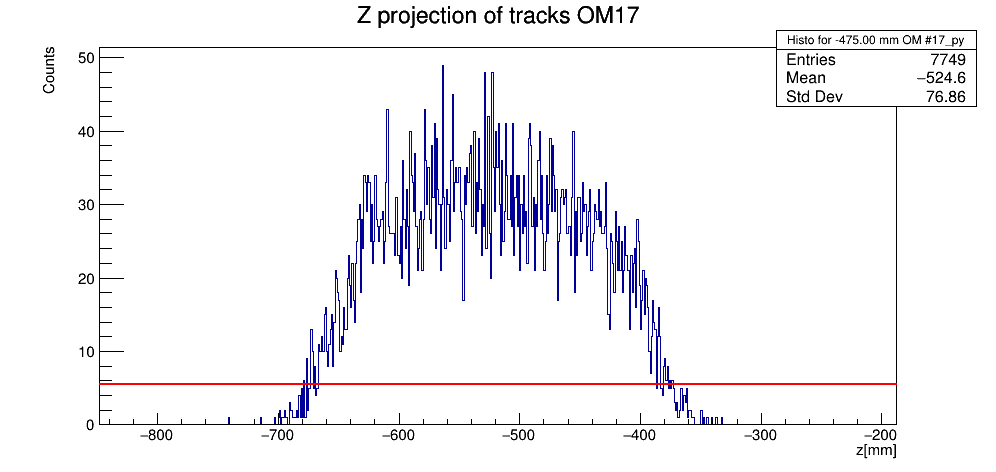 Z projection of tracks OM17
Histo for -475.00 mm OM #17_py
Entries 7749
Mean −524.6
Std Dev 76.86
Counts
50
40
30
20
10
0
−800 −700 −600 −500 −400 −300 −200
z[mm]